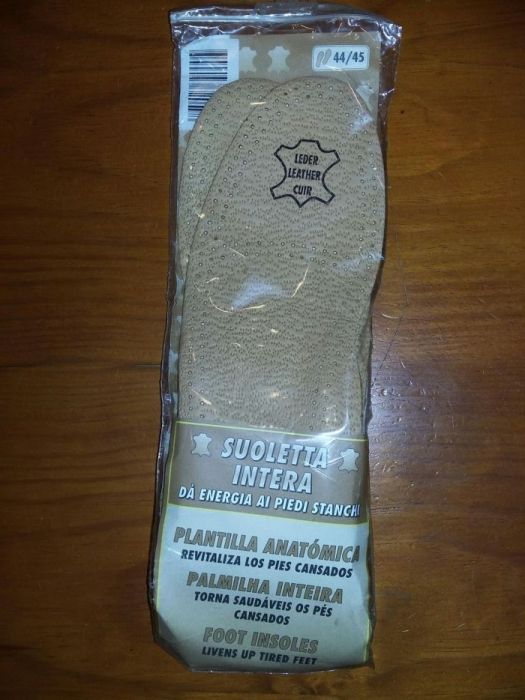 44/45
LEDER
LEATHER
CUIR
SUOLETTA
INTERA
DÀ ENERGIA AI PIEDI STANCHI
PLANTILLA ANATÓMICA
REVITALIZA LOS PIES CANSADOS
PALMILHA INTEIRA
TORNA SAUDÁVEIS OS PÉS
CANSADOS
FOOT INSOLES
LIVENS UP TIRED FEET